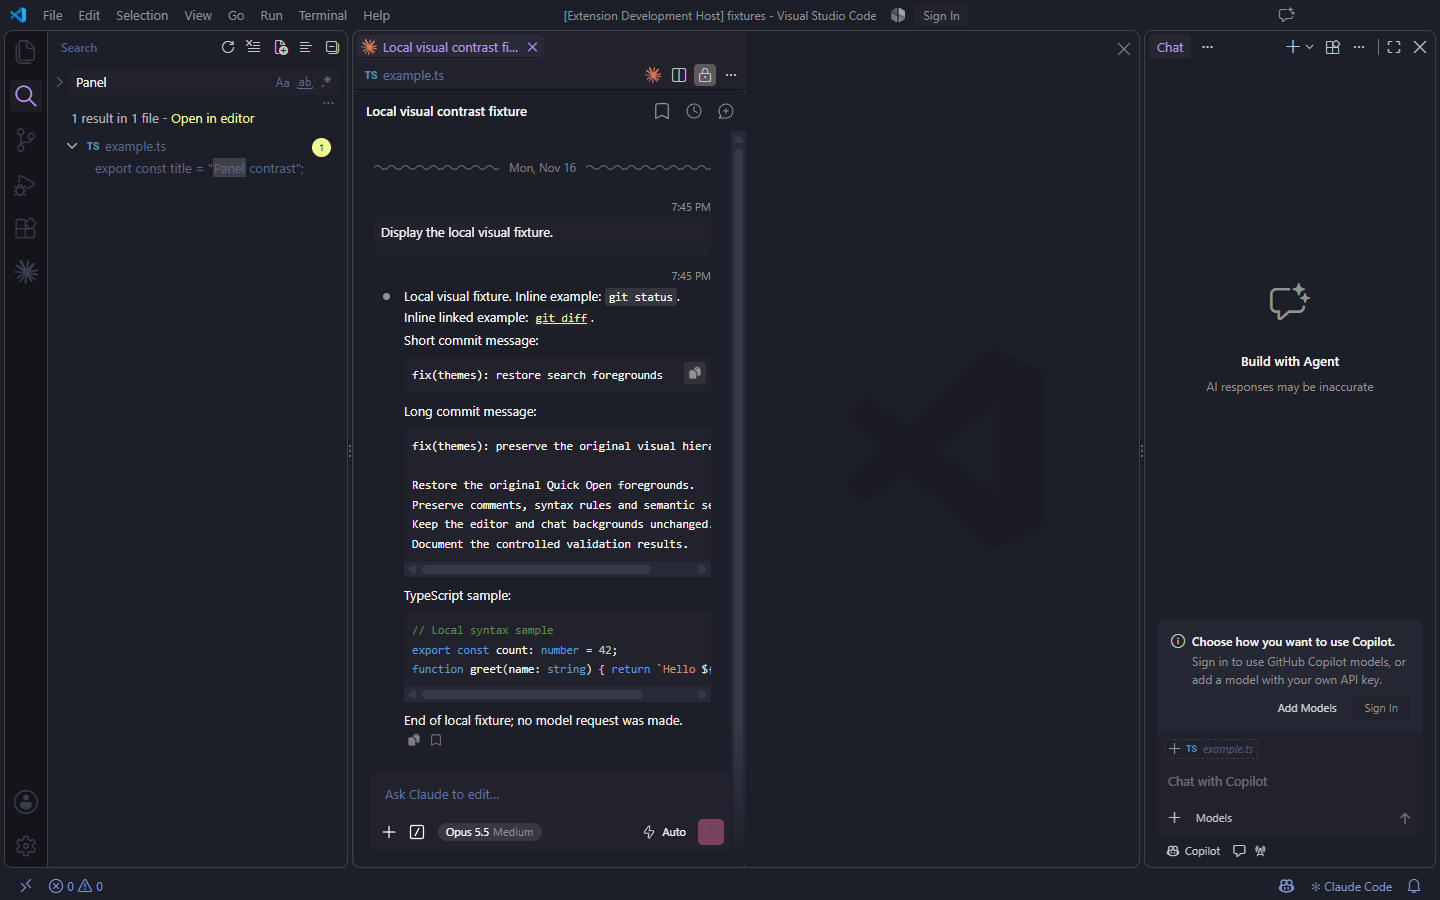 File Edit Selection View Go Run Terminal Help
[Extension Development Host] fixtures - Visual Studio Code
Sign In
Search
Panel
Aa ab .*
1 result in 1 file - Open in editor
TS example.ts 1
export const title = "Panel contrast";
Local visual contrast fi...
TS example.ts
Local visual contrast fixture
Mon, Nov 16
7:45 PM
Display the local visual fixture.
7:45 PM
Local visual fixture. Inline example: git status.
Inline linked example: git diff.
Short commit message:
fix(themes): restore search foregrounds
Long commit message:
fix(themes): preserve the original visual hiera
Restore the original Quick Open foregrounds.
Preserve comments, syntax rules and semantic se
Keep the editor and chat backgrounds unchanged.
Document the controlled validation results.
TypeScript sample:
// Local syntax sample
export const count: number = 42;
function greet(name: string) { return `Hello ${
End of local fixture; no model request was made.
Ask Claude to edit...
Opus 5.5 Medium
Auto
Chat
Build with Agent
AI responses may be inaccurate
Choose how you want to use Copilot.
Sign in to use GitHub Copilot models, or
add a model with your own API key.
Add Models Sign In
TS example.ts
Chat with Copilot
Models
Copilot
0 0
Claude Code